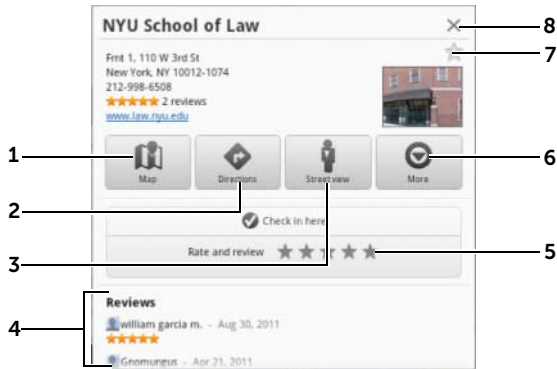 NYU School of Law
8
7
Frnt 1, 110 W 3rd St
New York, NY 10012-1074
212-998-6508
2 reviews
www.law.nyu.edu
1
Map
Directions
Street view
More
6
2
3
Check in here
Rate and review
5
4
Reviews
william garcia m. - Aug 30, 2011
Gnomungus - Apr 21, 2011